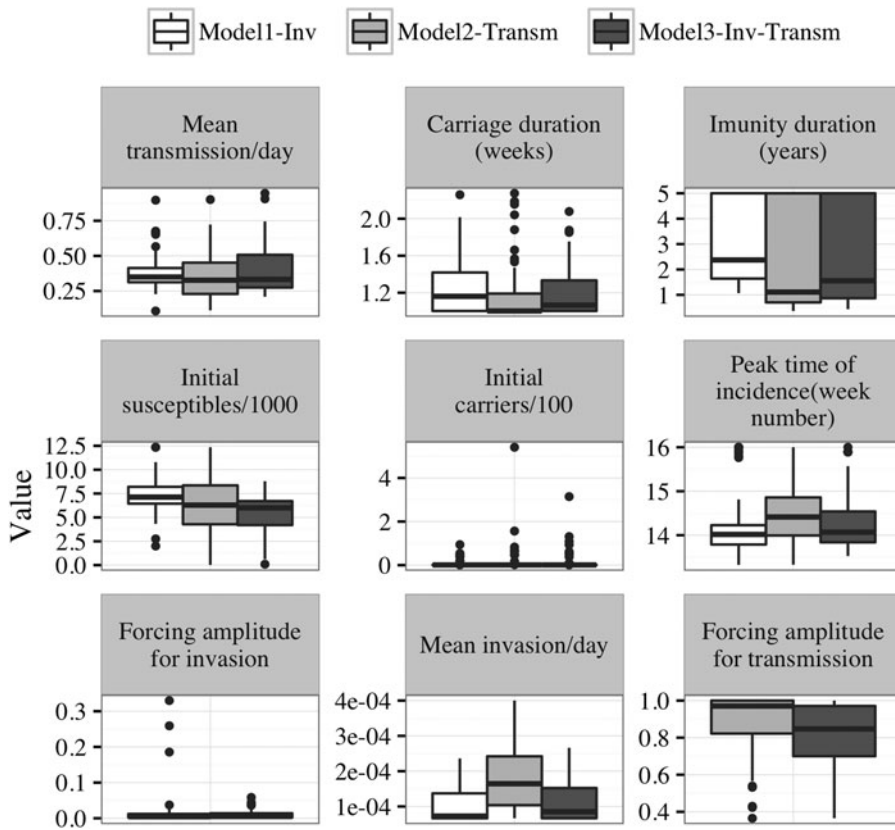 Model1-Inv Model2-Transm Model3-Inv-Transm
Mean
transmission/day
Carriage duration
(weeks)
Imunity duration
(years)
0.75
0.50
0.25
2.0
1.6
1.2
5
4
3
2
1
Initial
susceptibles/1000
Initial
carriers/100
Peak time of
incidence(week
number)
Value
12.5
10.0
7.5
5.0
2.5
0.0
4
2
0
16
15
14
Forcing amplitude
for invasion
Mean invasion/day
Forcing amplitude
for transmission
0.3
0.2
0.1
0.0
4e-04
3e-04
2e-04
1e-04
1.0
0.8
0.6
0.4